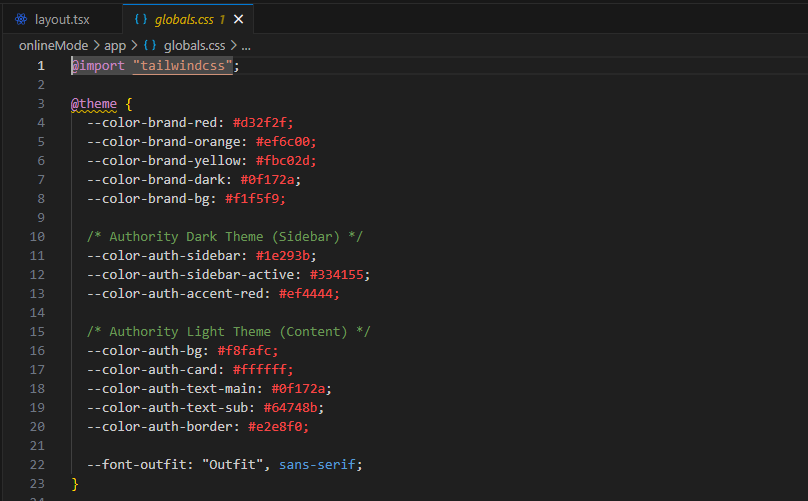 layout.tsx
globals.css 1
onlineMode > app > globals.css > ...
1 @import "tailwindcss";
2
3 @theme {
4 --color-brand-red: #d32f2f;
5 --color-brand-orange: #ef6c00;
6 --color-brand-yellow: #fbc02d;
7 --color-brand-dark: #0f172a;
8 --color-brand-bg: #f1f5f9;
9
10 /* Authority Dark Theme (Sidebar) */
11 --color-auth-sidebar: #1e293b;
12 --color-auth-sidebar-active: #334155;
13 --color-auth-accent-red: #ef4444;
14
15 /* Authority Light Theme (Content) */
16 --color-auth-bg: #f8fafc;
17 --color-auth-card: #ffffff;
18 --color-auth-text-main: #0f172a;
19 --color-auth-text-sub: #64748b;
20 --color-auth-border: #e2e8f0;
21
22 --font-outfit: "Outfit", sans-serif;
23 }